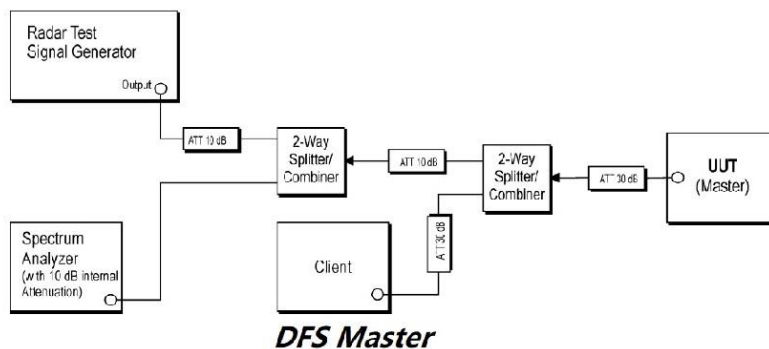 Radar Test
Signal Generator
Output
ATT 10 dB
2-Way
Splitter/
Combiner
ATT 10 dB
2-Way
Splitter/
Combiner
ATT 30 dB
UUT
(Master)
Spectrum
Analyzer
(with 10 dB internal
Attenuation)
Client
ATT 30 dB
DFS Master